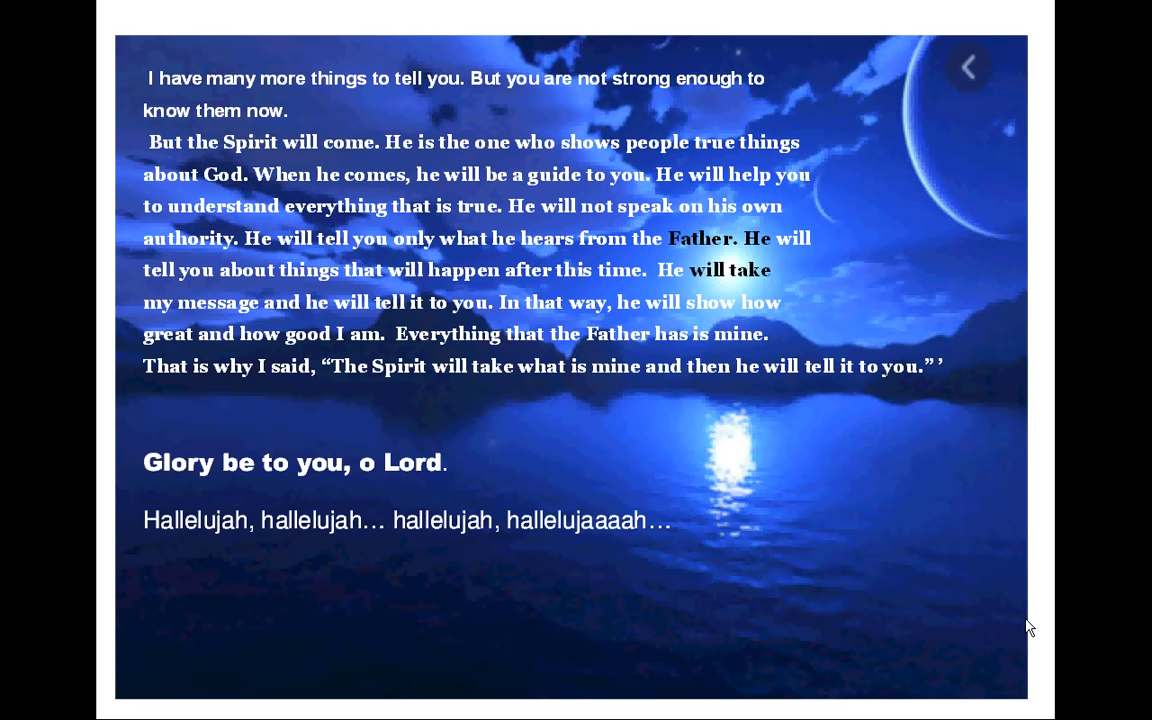 I have many more things to tell you. But you are not strong enough to
know them now.
But the Spirit will come. He is the one who shows people true things
about God. When he comes, he will be a guide to you. He will help you
to understand everything that is true. He will not speak on his own
authority. He will tell you only what he hears from the Father. He will
tell you about things that will happen after this time.  He will take
my message and he will tell it to you. In that way, he will show how
great and how good I am.  Everything that the Father has is mine.
That is why I said, “The Spirit will take what is mine and then he will tell it to you.” ’
Glory be to you, o Lord.
Hallelujah, hallelujah… hallelujah, hallelujaaaah…